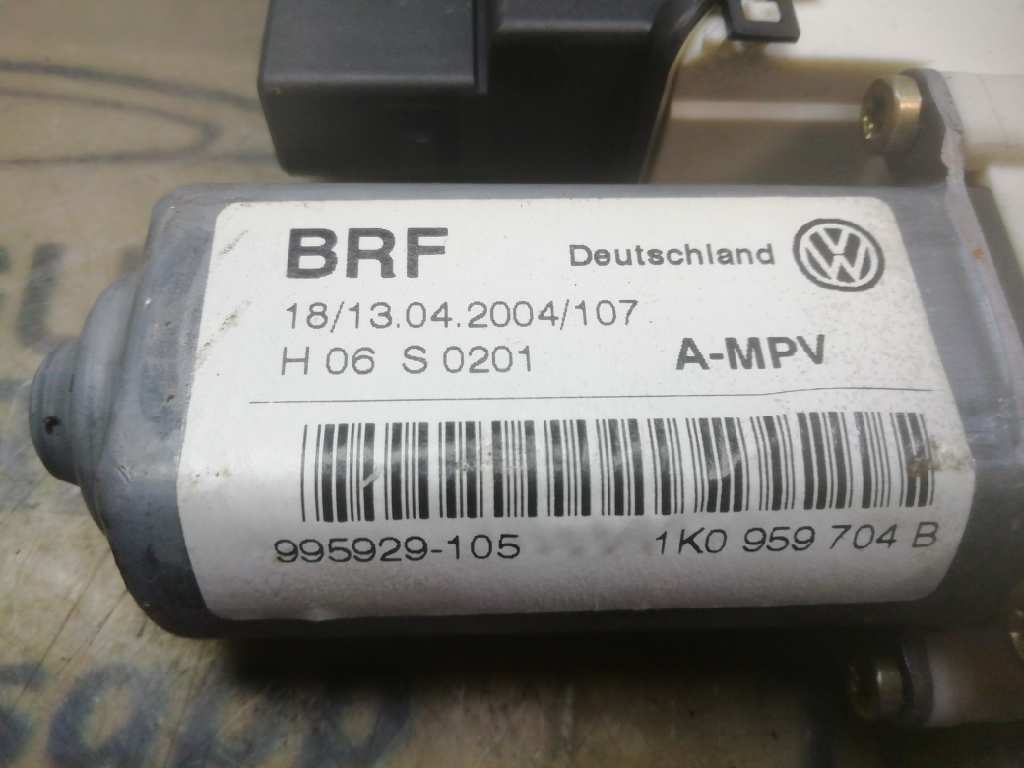 BRF
Deutschland
18/13.04.2004/107
H 06 S 0201
A-MPV
995929-105
1K0 959 704 B